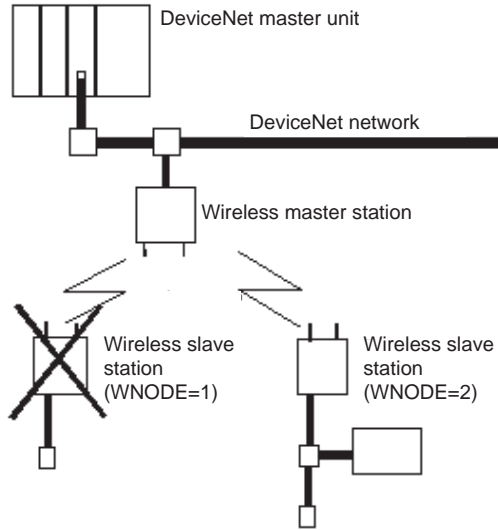 DeviceNet master unit
DeviceNet network
Wireless master station
Wireless slave
station
(WNODE=1)
Wireless slave
station
(WNODE=2)